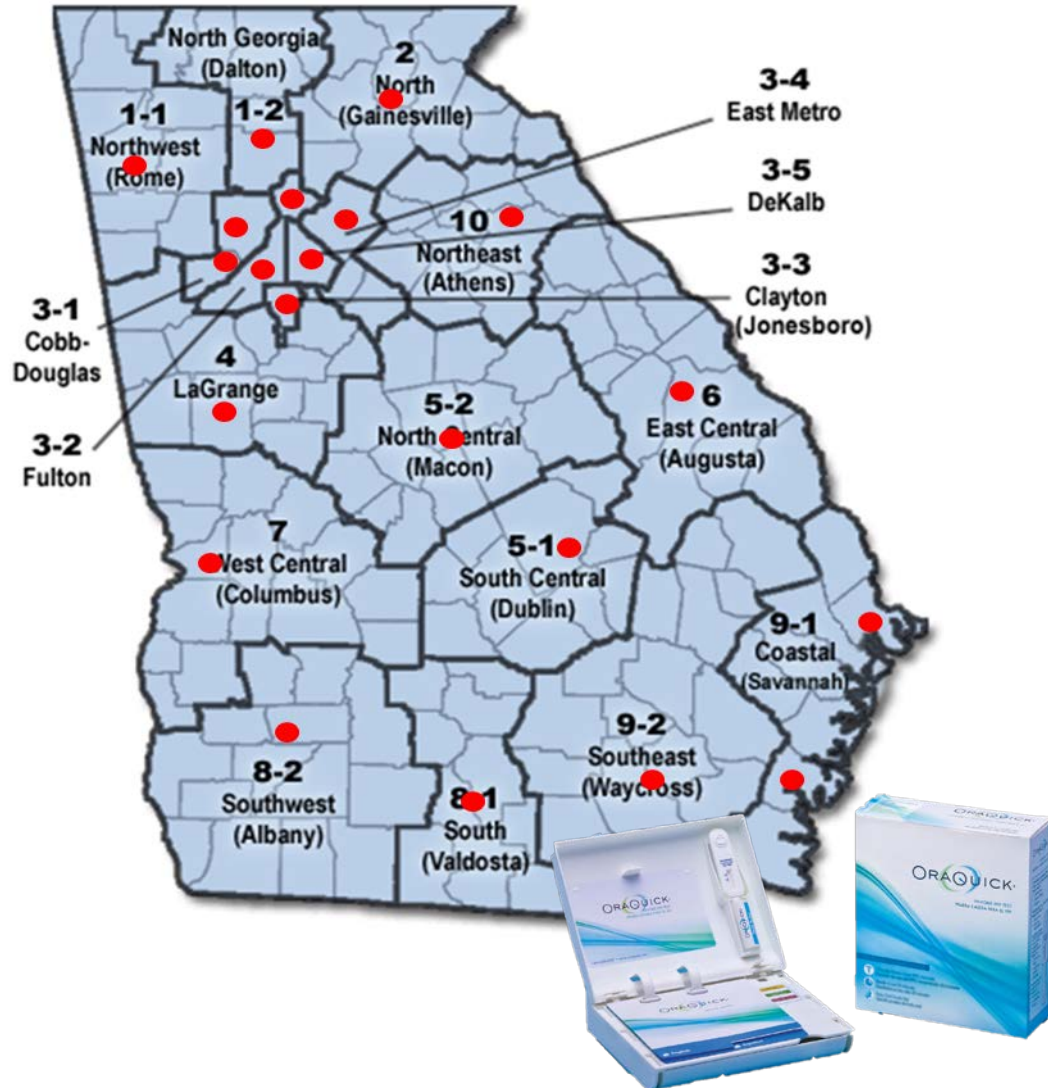 North Georgia
(Dalton)
2
North
(Gainesville)
3-4
East Metro
1-1
Northwest
(Rome)
1-2
3-5
DeKalb
10
Northeast
(Athens)
3-3
Clayton
(Jonesboro)
3-1
Cobb-
Douglas
4
LaGrange
3-2
Fulton
5-2
North Central
(Macon)
6
East Central
(Augusta)
7
West Central
(Columbus)
5-1
South Central
(Dublin)
9-1
Coastal
(Savannah)
8-2
Southwest
(Albany)
8-1
South
(Valdosta)
9-2
Southeast
(Waycross)
ORAQUICK
ORAQUICK
ORAQUICK